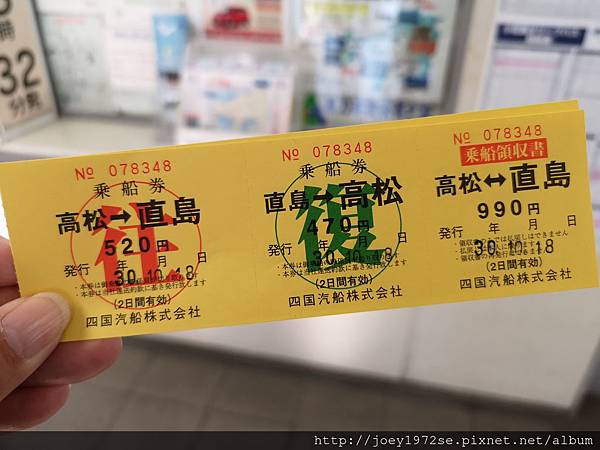 時
32
分発
№ 078348
乗船券
高松→直島
往
520円
発行 年 月 日
30.10.18
(2日間有効)
四国汽船株式会社
№ 078348
乗船券
直島→高松
復
470円
発行 年 月 日
30.10.18
(2日間有効)
四国汽船株式会社
№ 078348
乗船領収書
高松↔直島
990円
発行 年 月 日
30.10.18
(2日間有効)
四国汽船株式会社
http://joey1972se.pixnet.net/album